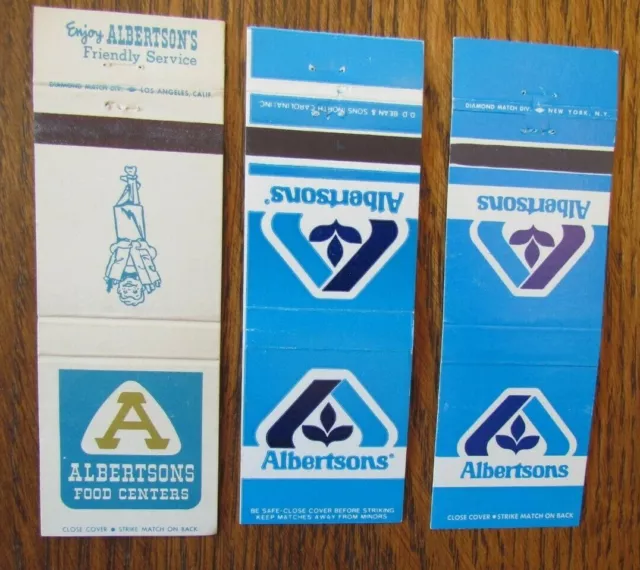 Enjoy ALBERTSON'S
Friendly Service
DIAMOND MATCH DIV. LOS ANGELES, CALIF.
A
ALBERTSONS
FOOD CENTERS
CLOSE COVER ● STRIKE MATCH ON BACK
D.D. BEAN & SONS (NORTH CAROLINA) INC
Albertsons®
Albertsons®
BE SAFE-CLOSE COVER BEFORE STRIKING
KEEP MATCHES AWAY FROM MINORS
DIAMOND MATCH DIV. NEW YORK, N.Y.
Albertsons
Albertsons
CLOSE COVER ● STRIKE MATCH ON BACK